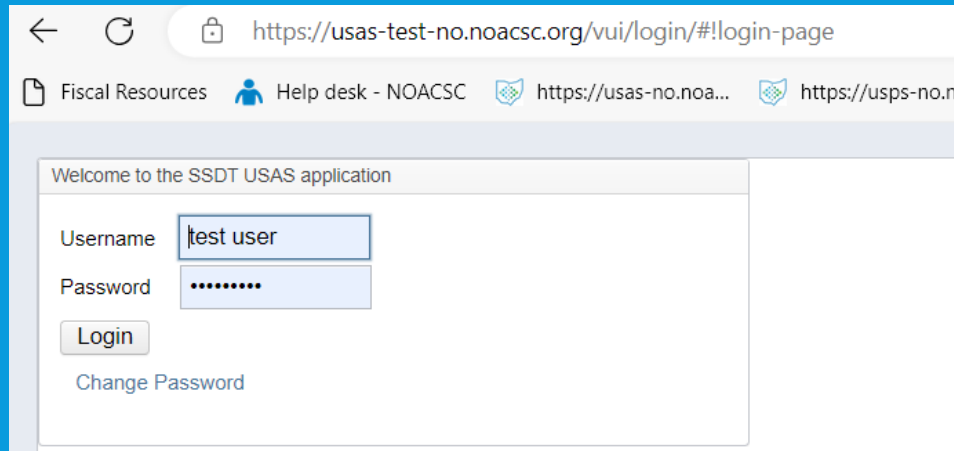 https://usas-test-no.noacsc.org/vui/login/#!login-page
Fiscal Resources Help desk - NOACSC https://usas-no.noa... https://usps-no.n
Welcome to the SSDT USAS application
Username test user
Password •••••••••
Login
Change Password